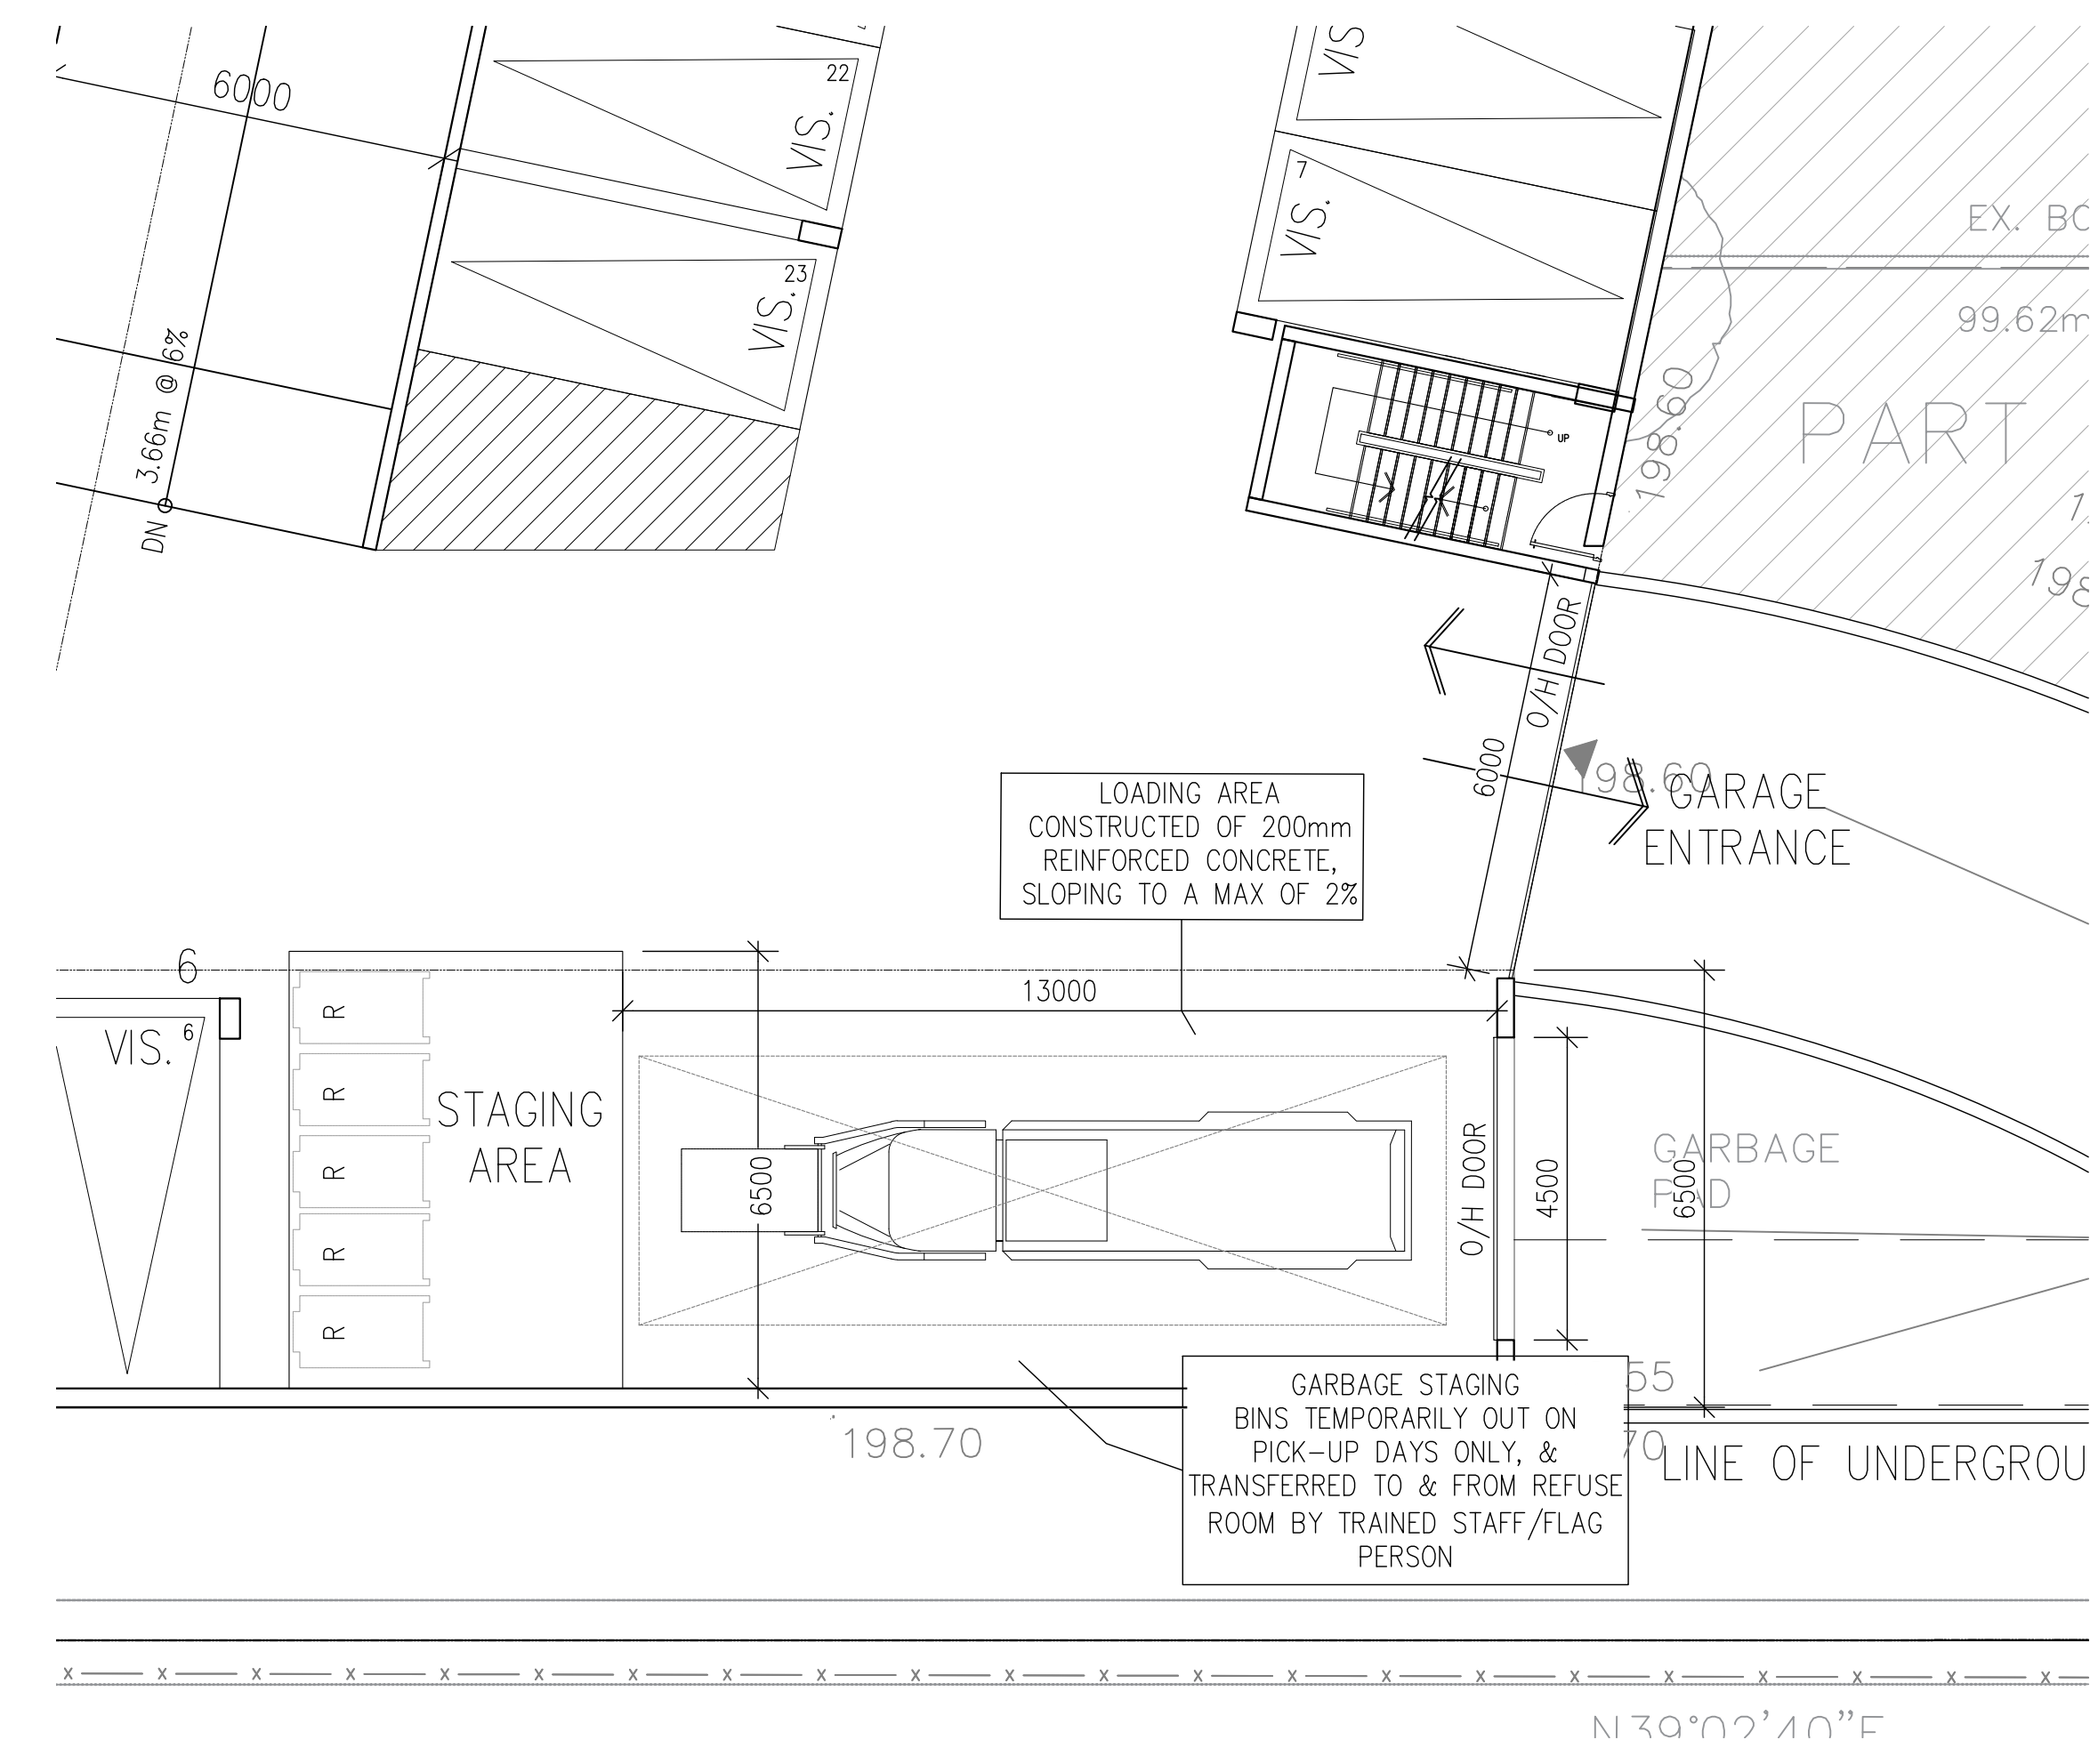 6000
22
VIS.
VIS
7
VIS.
EX.
99.62m
23
VIS.
3.66m @ 6%
DN
UP
198.60
PART
O/H DOOR
6000
198.60
GARAGE
ENTRANCE
LOADING AREA
CONSTRUCTED OF 200mm
REINFORCED CONCRETE,
SLOPING TO A MAX OF 2%
6
13000
VIS. 6
R
R
R
R
R
STAGING
AREA
6500
O/H DOOR
4500
6500
GARBAGE
PAD
GARBAGE STAGING
BINS TEMPORARILY OUT ON
PICK-UP DAYS ONLY, &
TRANSFERRED TO & FROM REFUSE
ROOM BY TRAINED STAFF/FLAG
PERSON
55
70
198.70
LINE OF UNDERGROU
N39°02'40"E